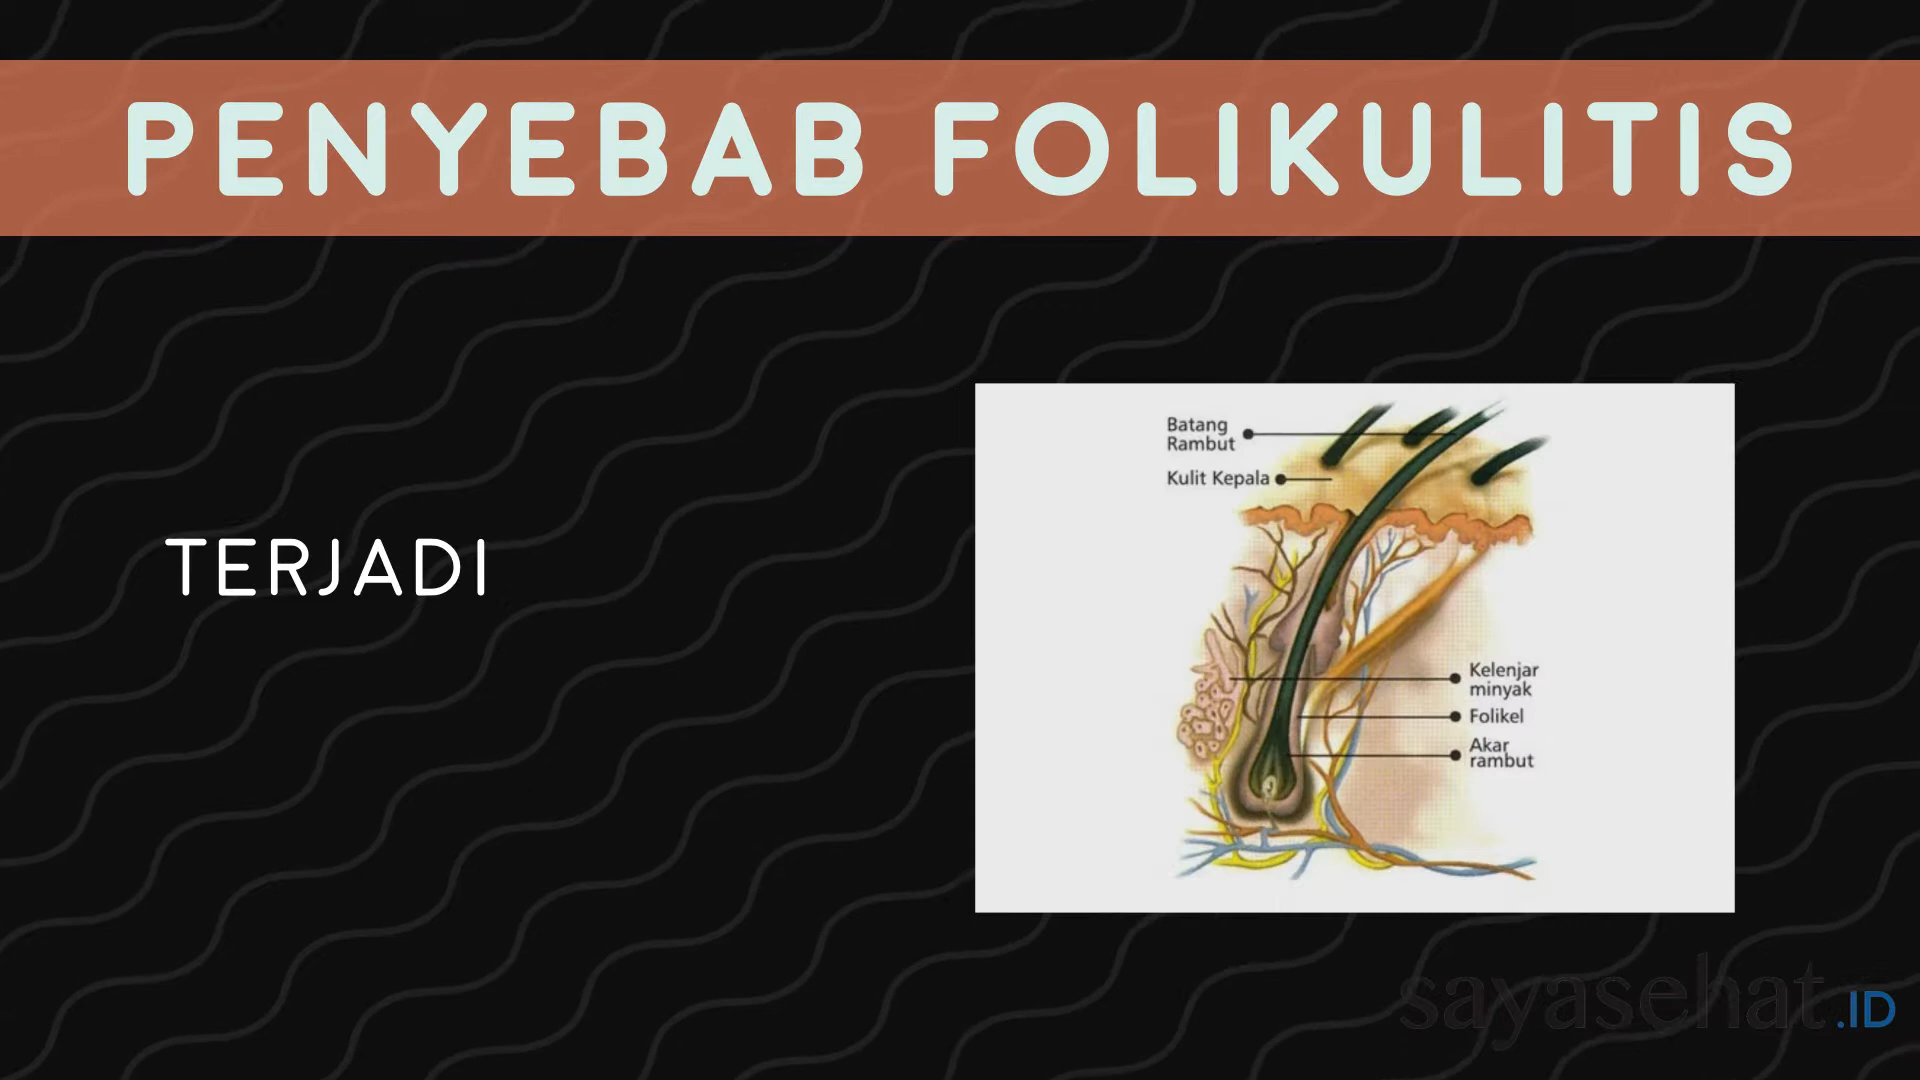 PENYEBAB FOLIKULITIS
TERJADI
Batang
Rambut
Kulit Kepala
Kelenjar
minyak
Folikel
Akar
rambut
sayasehat.ID